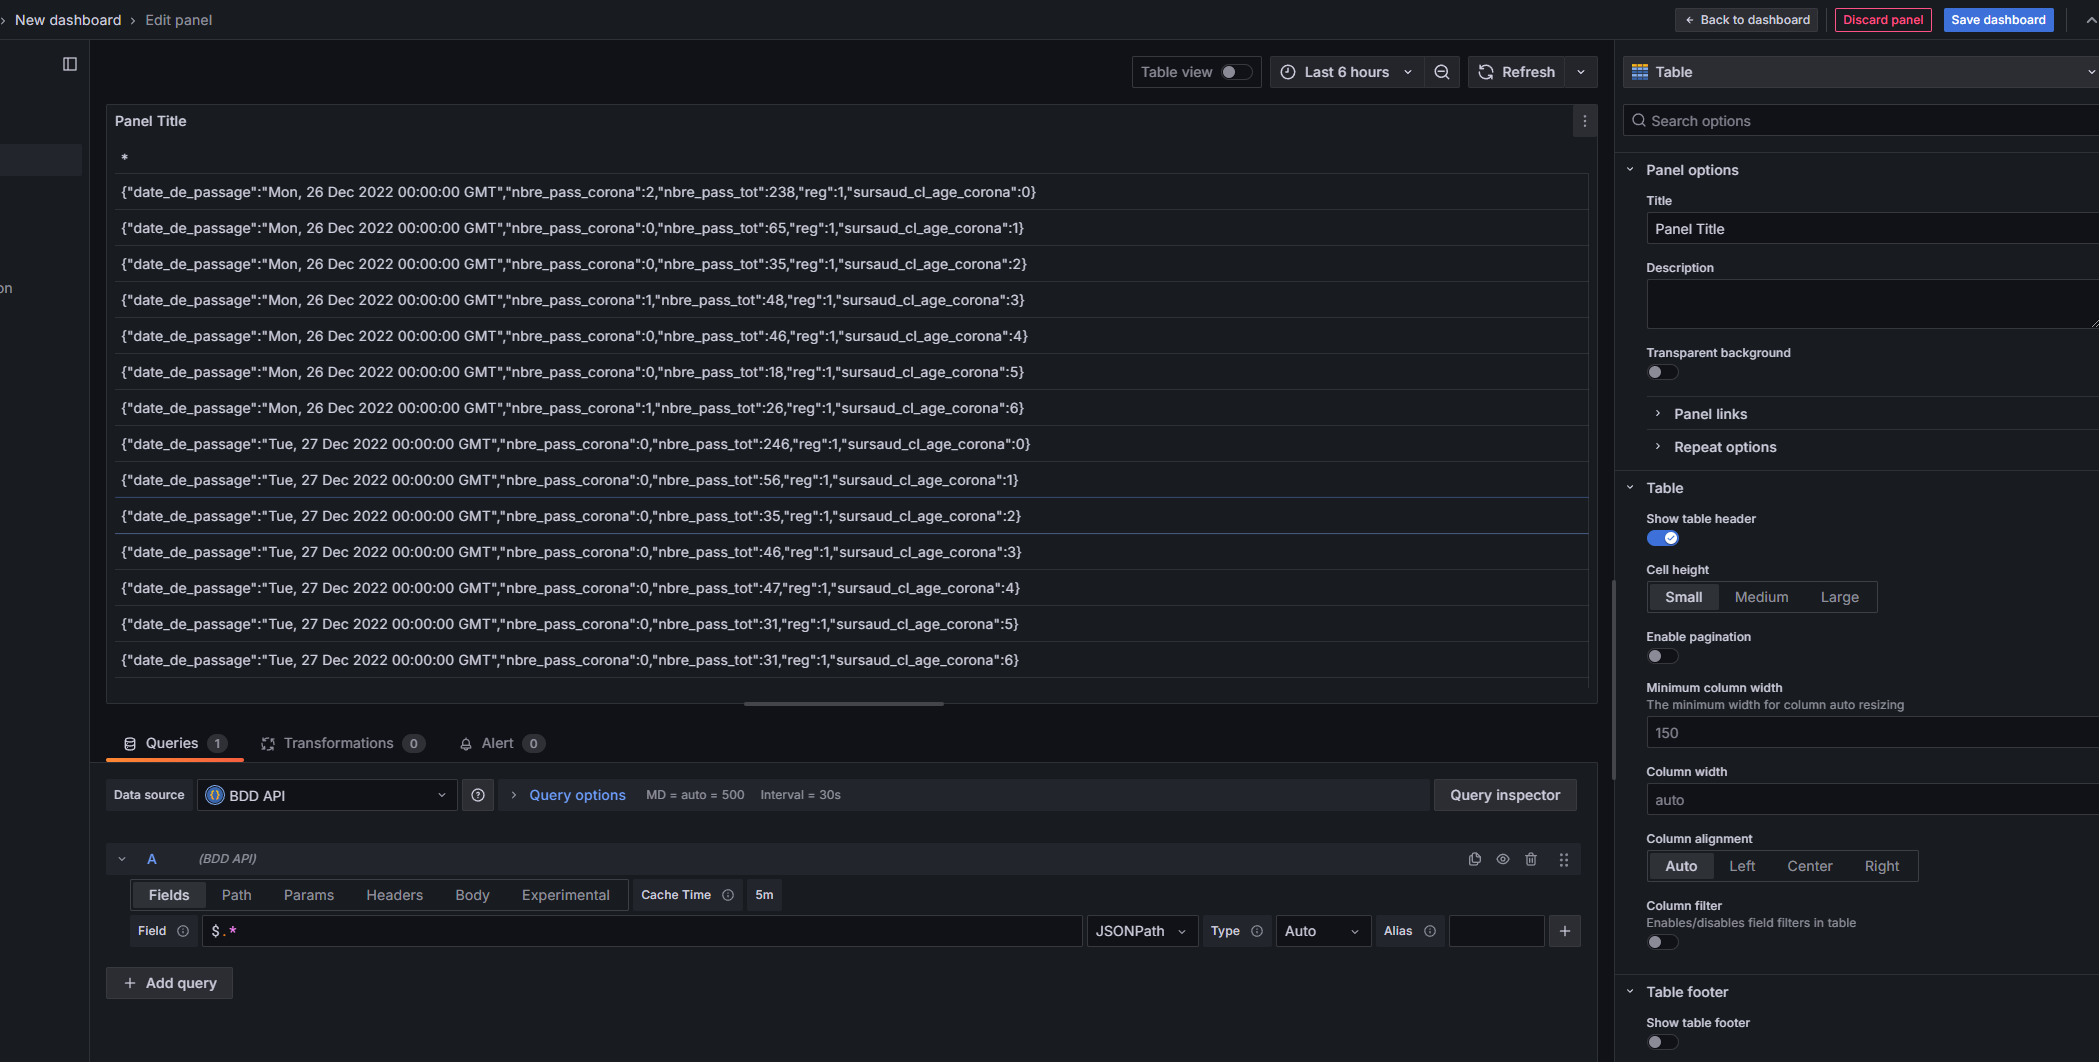 New dashboard › Edit panel
← Back to dashboard
Discard panel
Save dashboard
Table view
Last 6 hours
Refresh
Panel Title
*
{"date_de_passage":"Mon, 26 Dec 2022 00:00:00 GMT","nbre_pass_corona":2,"nbre_pass_tot":238,"reg":1,"sursaud_cl_age_corona":0}
{"date_de_passage":"Mon, 26 Dec 2022 00:00:00 GMT","nbre_pass_corona":0,"nbre_pass_tot":65,"reg":1,"sursaud_cl_age_corona":1}
{"date_de_passage":"Mon, 26 Dec 2022 00:00:00 GMT","nbre_pass_corona":0,"nbre_pass_tot":35,"reg":1,"sursaud_cl_age_corona":2}
{"date_de_passage":"Mon, 26 Dec 2022 00:00:00 GMT","nbre_pass_corona":1,"nbre_pass_tot":48,"reg":1,"sursaud_cl_age_corona":3}
{"date_de_passage":"Mon, 26 Dec 2022 00:00:00 GMT","nbre_pass_corona":0,"nbre_pass_tot":46,"reg":1,"sursaud_cl_age_corona":4}
{"date_de_passage":"Mon, 26 Dec 2022 00:00:00 GMT","nbre_pass_corona":0,"nbre_pass_tot":18,"reg":1,"sursaud_cl_age_corona":5}
{"date_de_passage":"Mon, 26 Dec 2022 00:00:00 GMT","nbre_pass_corona":1,"nbre_pass_tot":26,"reg":1,"sursaud_cl_age_corona":6}
{"date_de_passage":"Tue, 27 Dec 2022 00:00:00 GMT","nbre_pass_corona":0,"nbre_pass_tot":246,"reg":1,"sursaud_cl_age_corona":0}
{"date_de_passage":"Tue, 27 Dec 2022 00:00:00 GMT","nbre_pass_corona":0,"nbre_pass_tot":56,"reg":1,"sursaud_cl_age_corona":1}
{"date_de_passage":"Tue, 27 Dec 2022 00:00:00 GMT","nbre_pass_corona":0,"nbre_pass_tot":35,"reg":1,"sursaud_cl_age_corona":2}
{"date_de_passage":"Tue, 27 Dec 2022 00:00:00 GMT","nbre_pass_corona":0,"nbre_pass_tot":46,"reg":1,"sursaud_cl_age_corona":3}
{"date_de_passage":"Tue, 27 Dec 2022 00:00:00 GMT","nbre_pass_corona":0,"nbre_pass_tot":47,"reg":1,"sursaud_cl_age_corona":4}
{"date_de_passage":"Tue, 27 Dec 2022 00:00:00 GMT","nbre_pass_corona":0,"nbre_pass_tot":31,"reg":1,"sursaud_cl_age_corona":5}
{"date_de_passage":"Tue, 27 Dec 2022 00:00:00 GMT","nbre_pass_corona":0,"nbre_pass_tot":31,"reg":1,"sursaud_cl_age_corona":6}
on
Queries 1
Transformations 0
Alert 0
Data source
BDD API
Query options MD = auto = 500 Interval = 30s
Query inspector
A (BDD API)
Fields Path Params Headers Body Experimental
Cache Time 5m
Field
$.*
JSONPath
Type
Auto
Alias
+
+ Add query
Table
Search options
Panel options
Title
Panel Title
Description
Transparent background
Panel links
Repeat options
Table
Show table header
Cell height
Small Medium Large
Enable pagination
Minimum column width
The minimum width for column auto resizing
150
Column width
auto
Column alignment
Auto Left Center Right
Column filter
Enables/disables field filters in table
Table footer
Show table footer